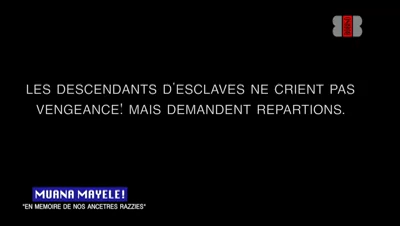 LES DESCENDANTS D'ESCLAVES NE CRIENT PAS
VENGEANCE! MAIS DEMANDENT REPARTIONS.
MUANA MAYELE!
"EN MEMOIRE DE NOS ANCETRES RAZZIES"